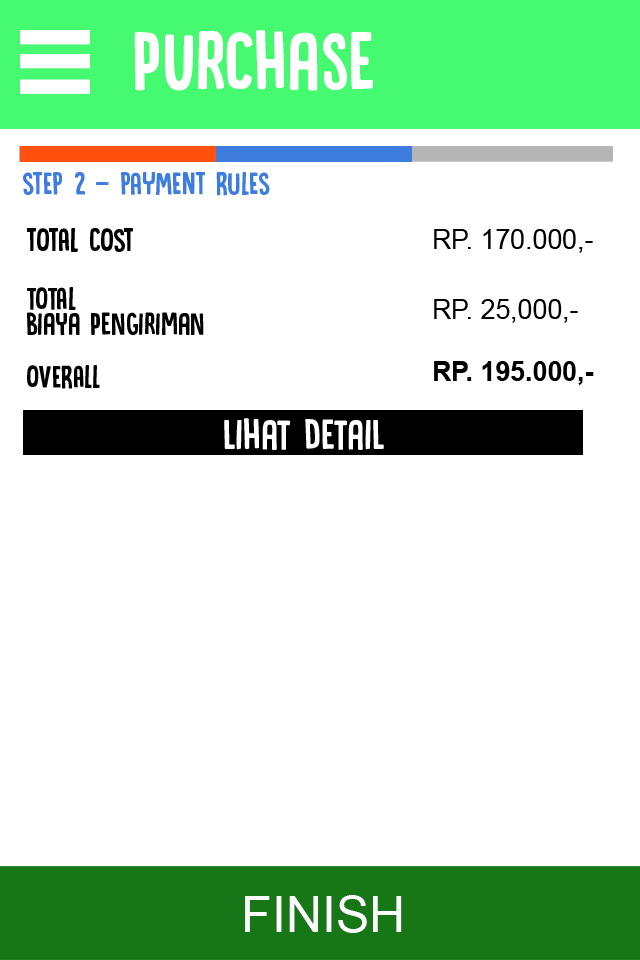 PURCHASE
STEP 2 – PAYMENT RULES
TOTAL COST
RP. 170.000,-
TOTAL
BIAYA PENGIRIMAN
RP. 25,000,-
OVERALL
RP. 195.000,-
LIHAT DETAIL
FINISH